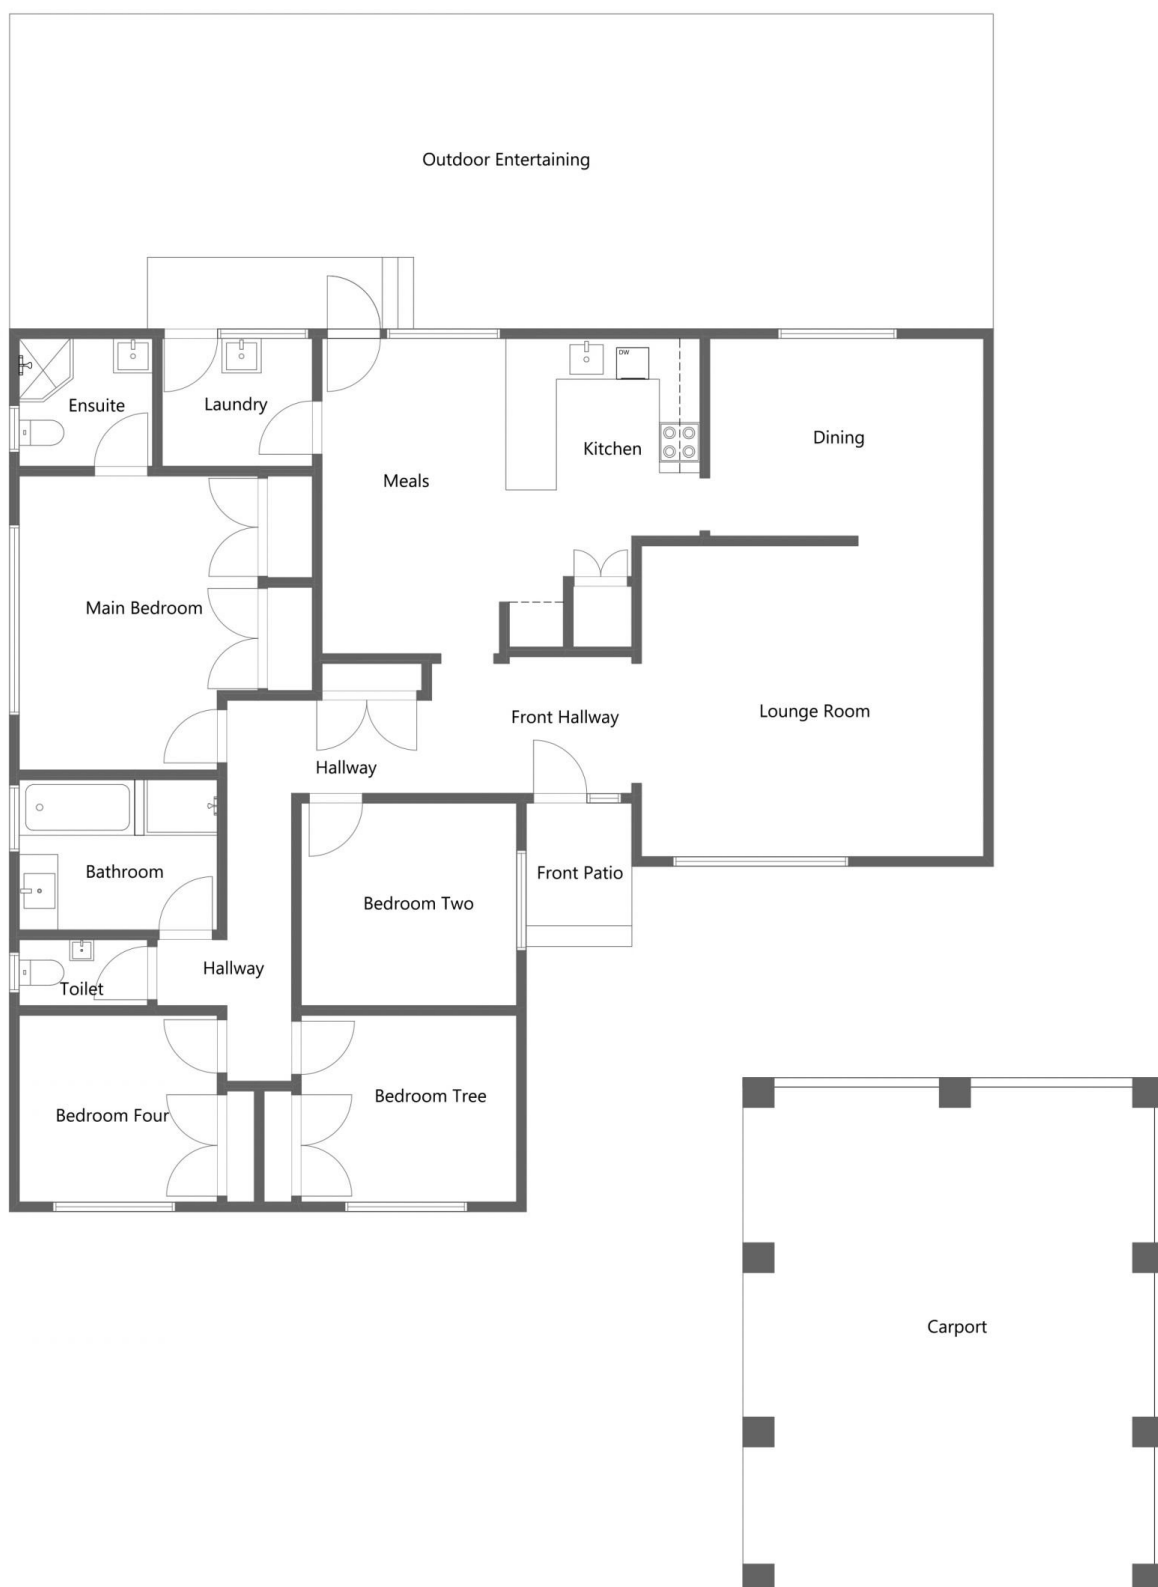 Outdoor Entertaining
DW
Ensuite
Laundry
Kitchen
Dining
Meals
Main Bedroom
Front Hallway
Lounge Room
Hallway
Bathroom
Bedroom Two
Front Patio
Hallway
Toilet
Bedroom Four
Bedroom Tree
Carport